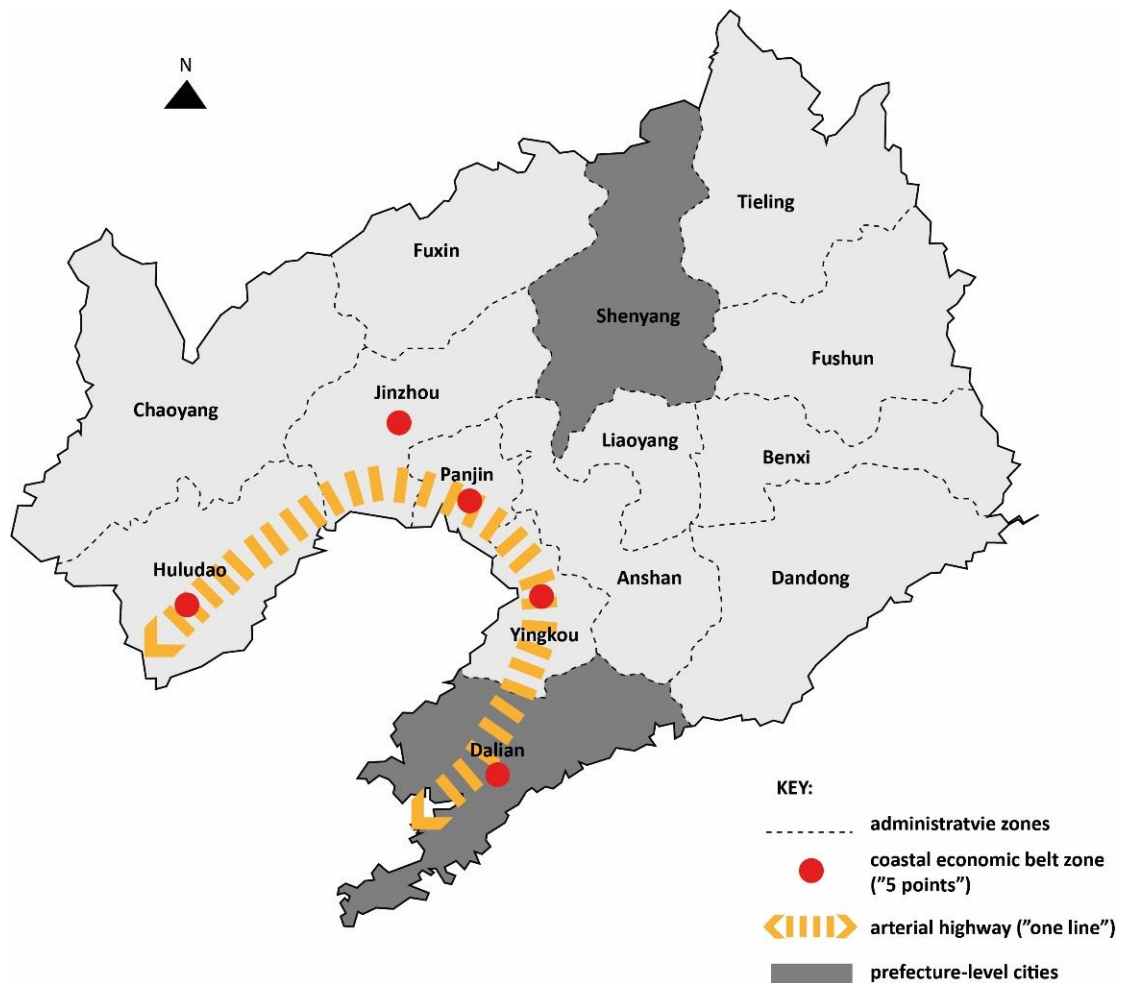 N
Tieling
Fuxin
Shenyang
Fushun
Jinzhou
Chaoyang
Liaoyang
Benxi
Panjin
Huludao
Anshan
Dandong
Yingkou
Dalian
KEY:
administratvie zones
coastal economic belt zone
("5 points")
arterial highway ("one line")
prefecture-level cities